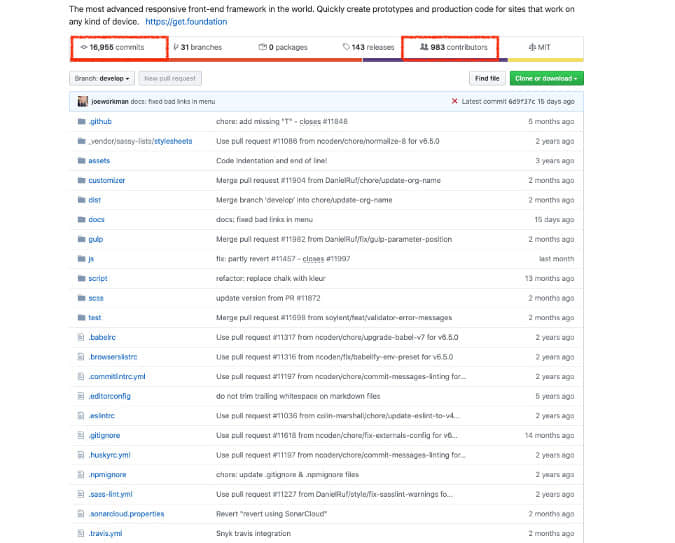 The most advanced responsive front-end framework in the world. Quickly create prototypes and production code for sites that work on
any kind of device. https://get.foundation
16,955 commits 31 branches 0 packages 143 releases 983 contributors MIT
Branch: develop New pull request Find file Clone or download
joeworkman docs: fixed bad links in menu Latest commit 6d9f37c 15 days ago
.github chore: add missing "T" - closes #11848 5 months ago
_vendor/sassy-lists/stylesheets Use pull request #11086 from ncoden/chore/normalize-8 for v6.5.0 2 years ago
assets Code Indentation and end of line! 3 years ago
customizer Merge pull request #11904 from DanielRuf/chore/update-org-name 2 months ago
dist Merge branch 'develop' into chore/update-org-name 2 months ago
docs docs: fixed bad links in menu 15 days ago
gulp Merge pull request #11982 from DanielRuf/fix/gulp-parameter-position 2 months ago
js fix: partly revert #11457 - closes #11997 last month
script refactor: replace chalk with kleur 13 months ago
scss update version from PR #11872 2 months ago
test Merge pull request #11698 from soylent/feat/validator-error-messages 2 months ago
.babelrc Use pull request #11317 from ncoden/chore/upgrade-babel-v7 for v6.5.0 2 years ago
.browserslistrc Use pull request #11316 from ncoden/fix/babelify-env-preset for v6.5.0 2 years ago
.commitlintrc.yml Use pull request #11197 from ncoden/chore/commit-messages-linting for... 2 years ago
.editorconfig do not trim trailing whitespace on markdown files 5 years ago
.eslintrc Use pull request #11036 from colin-marshall/chore/update-eslint-to-v4... 2 years ago
.gitignore Use pull request #11618 from ncoden/chore/fix-externals-config for v6... 14 months ago
.huskyrc.yml Use pull request #11197 from ncoden/chore/commit-messages-linting for... 2 years ago
.npmignore chore: update .gitignore & .npmignore files 2 years ago
.sass-lint.yml Use pull request #11227 from DanielRuf/style/fix-sasslint-warnings fo... 2 years ago
.sonarcloud.properties Revert "revert using SonarCloud" 2 months ago
.travis.yml Snyk travis integration 2 months ago